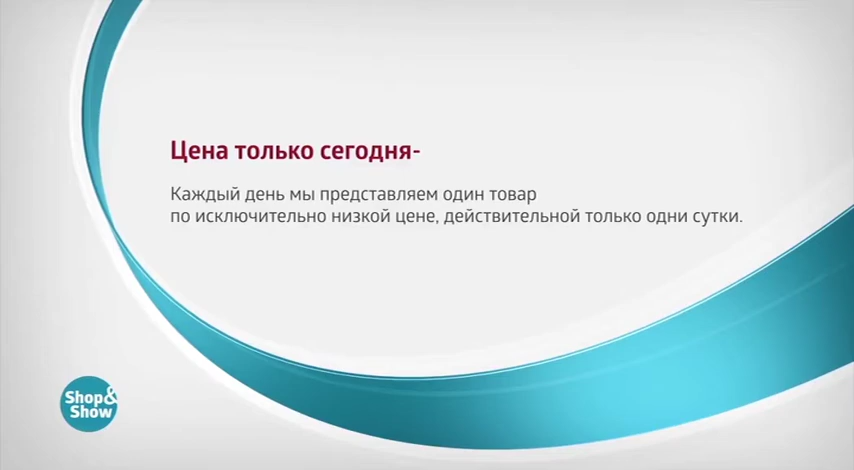 Цена только сегодня-
Каждый день мы представляем один товар
по исключительно низкой цене, действительной только одни сутки.
Shop&
Show